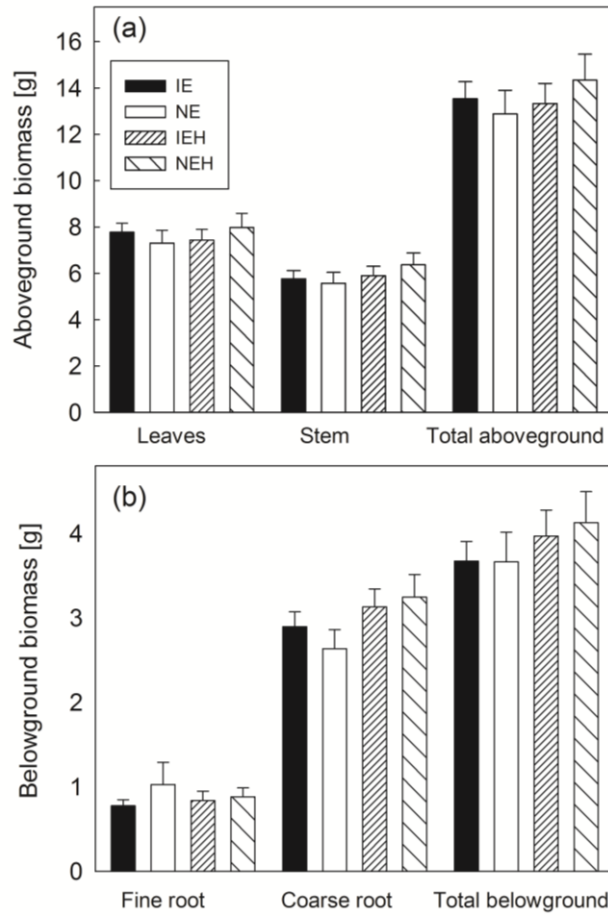 (a)
16
14
12
10
8
6
4
2
0
Aboveground biomass [g]
IE
NE
IEH
NEH
Leaves Stem Total aboveground
(b)
4
3
2
1
0
Belowground biomass [g]
Fine root Coarse root Total belowground